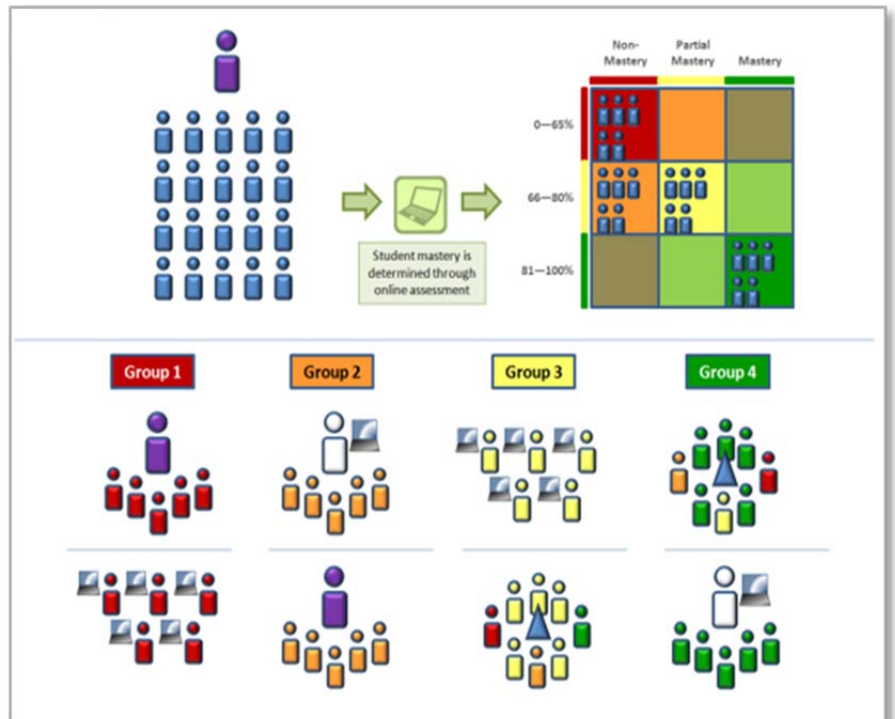 Non-
Mastery
Partial
Mastery
Mastery
0—65%
66—80%
81—100%
Student mastery is
determined through
online assessment
Group 1
Group 2
Group 3
Group 4